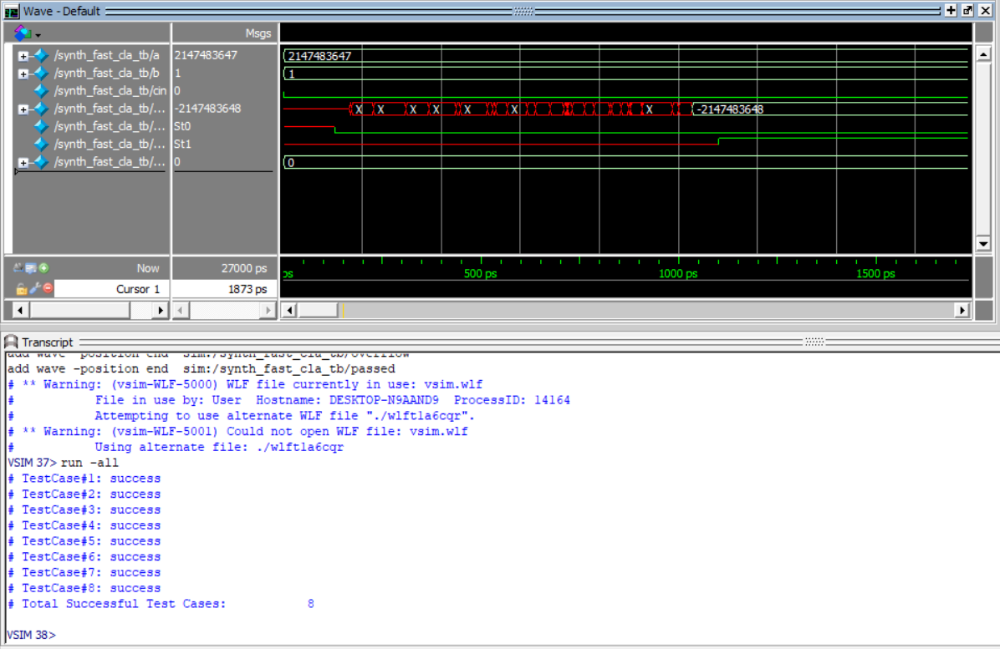 Wave - Default
Msgs
/synth_fast_cla_tb/a 2147483647 2147483647
/synth_fast_cla_tb/b 1 1
/synth_fast_cla_tb/cin 0
/synth_fast_cla_tb/... -2147483648 X X X X X X X -2147483648
/synth_fast_cla_tb/... St0
/synth_fast_cla_tb/... St1
/synth_fast_cla_tb/... 0 0
Now 27000 ps ps 500 ps 1000 ps 1500 ps
Cursor 1 1873 ps
Transcript
add wave -position end sim:/synth_fast_cla_tb/overflow
add wave -position end sim:/synth_fast_cla_tb/passed
# ** Warning: (vsim-WLF-5000) WLF file currently in use: vsim.wlf
# File in use by: User Hostname: DESKTOP-N9AAND9 ProcessID: 14164
# Attempting to use alternate WLF file "./wlft1a6cqr".
# ** Warning: (vsim-WLF-5001) Could not open WLF file: vsim.wlf
# Using alternate file: ./wlft1a6cqr
VSIM 37> run -all
# TestCase#1: success
# TestCase#2: success
# TestCase#3: success
# TestCase#4: success
# TestCase#5: success
# TestCase#6: success
# TestCase#7: success
# TestCase#8: success
# Total Successful Test Cases: 8
VSIM 38>